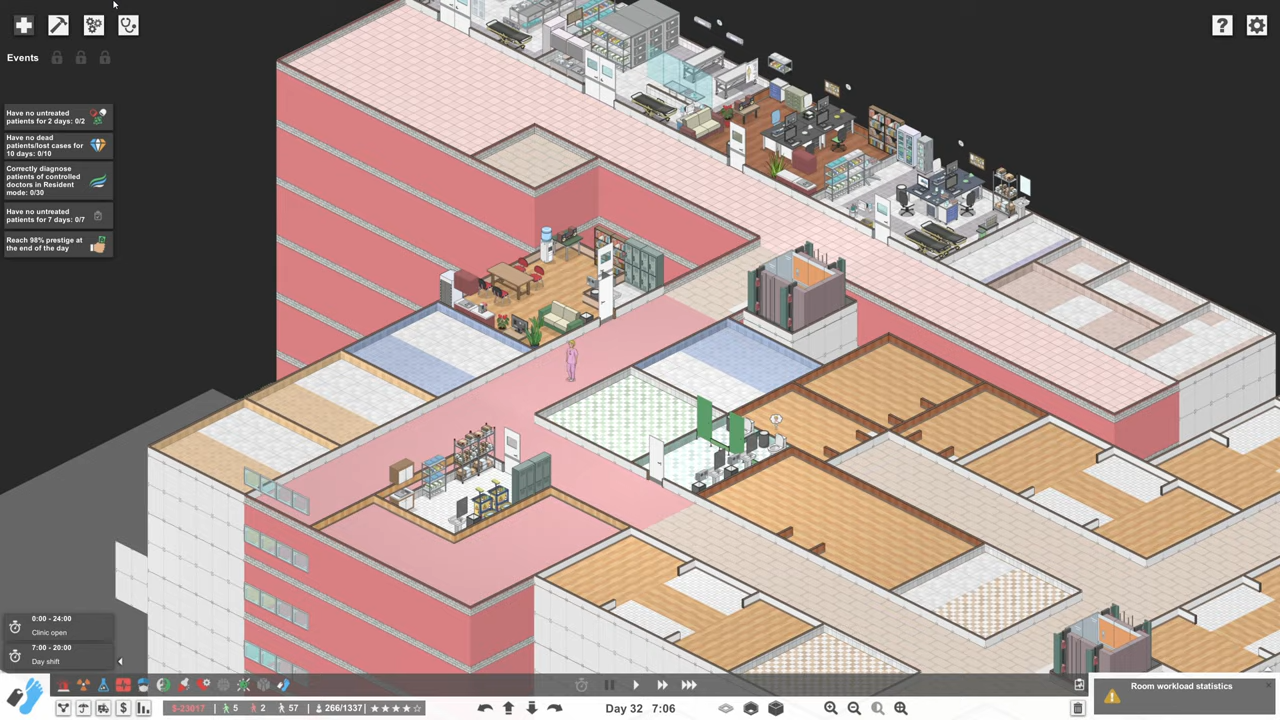 ?
Events
Have no untreated
patients for 2 days: 0/2
Have no dead
patients/lost cases for
10 days: 0/10
Correctly diagnose
patients of controlled
doctors in Resident
mode: 0/30
Have no untreated
patients for 7 days: 0/7
Reach 98% prestige at
the end of the day
0:00 - 24:00
Clinic open
7:00 - 20:00
Day shift
Room workload statistics
$-23017
5
2
57
266/1337
Day 32 7:06